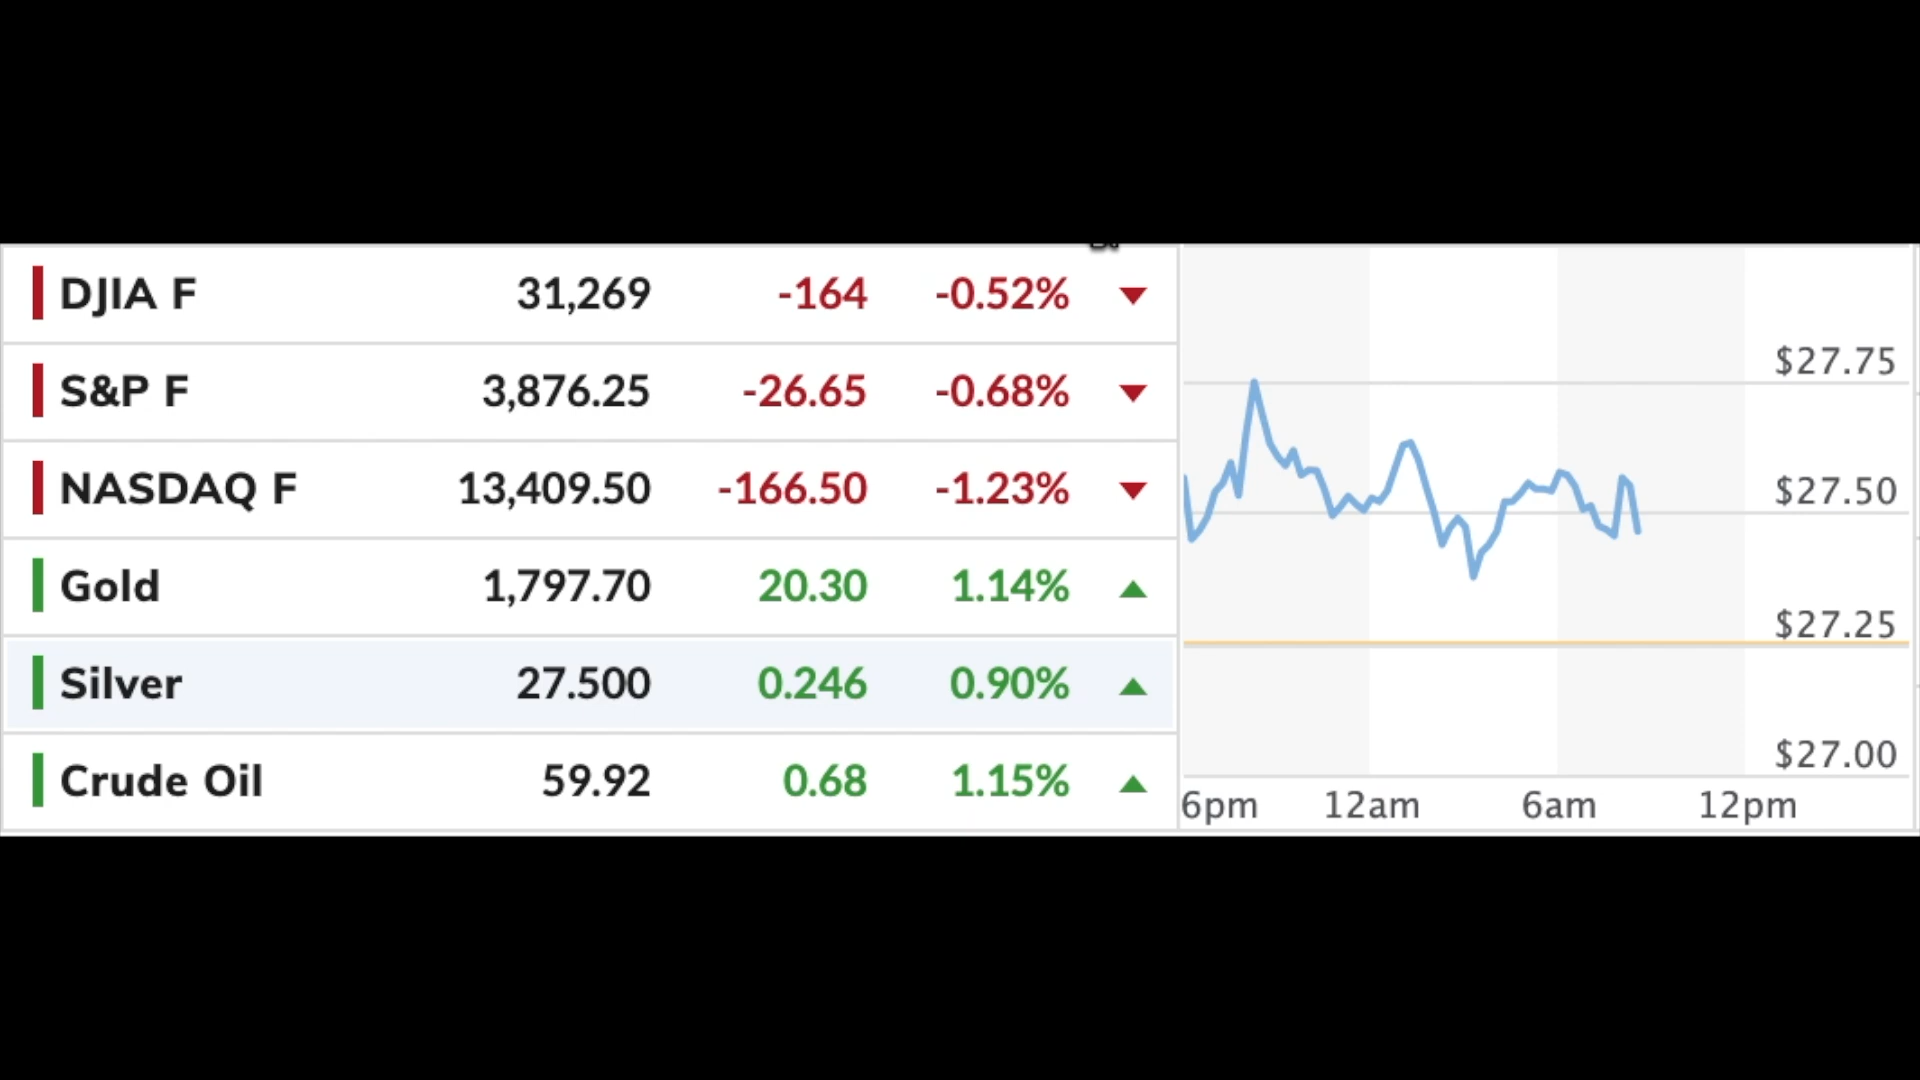 DJIA F 31,269 -164 -0.52%
S&P F 3,876.25 -26.65 -0.68%
NASDAQ F 13,409.50 -166.50 -1.23%
Gold 1,797.70 20.30 1.14%
Silver 27.500 0.246 0.90%
Crude Oil 59.92 0.68 1.15%
$27.75
$27.50
$27.25
$27.00
6pm 12am 6am 12pm